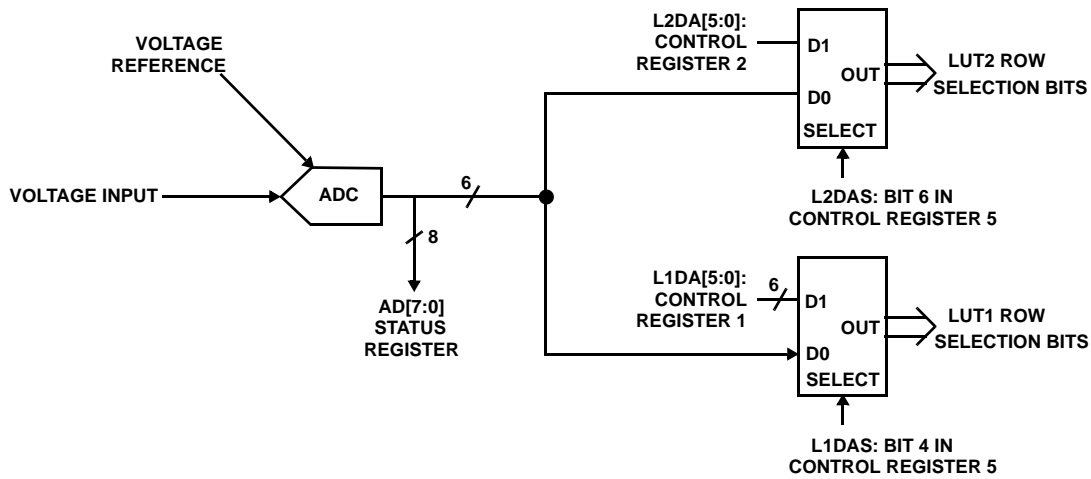 VOLTAGE
REFERENCE
VOLTAGE INPUT
ADC
6
8
AD[7:0]
STATUS
REGISTER
L2DA[5:0]:
CONTROL
REGISTER 2
D1
OUT
D0
SELECT
LUT2 ROW
SELECTION BITS
L2DAS: BIT 6 IN
CONTROL REGISTER 5
L1DA[5:0]:
CONTROL
REGISTER 1
6
D1
OUT
D0
SELECT
LUT1 ROW
SELECTION BITS
L1DAS: BIT 4 IN
CONTROL REGISTER 5